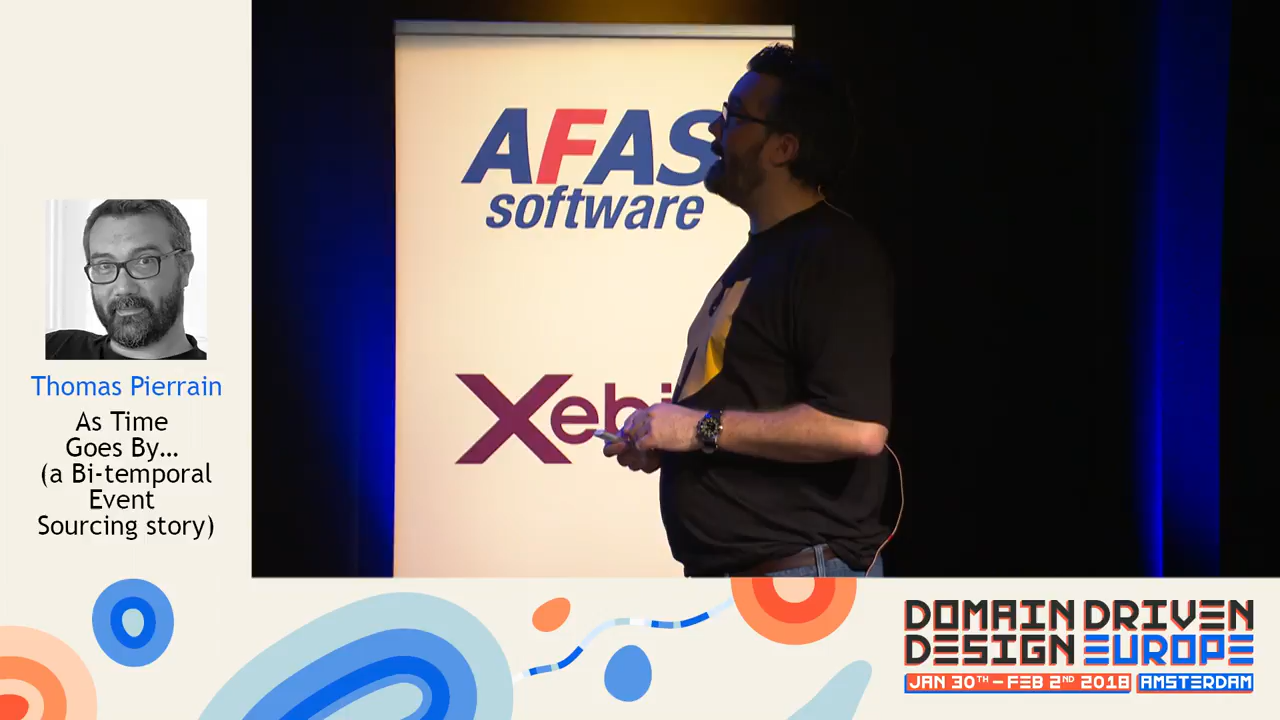 AFAS
software
Xebi
Thomas Pierrain
As Time
Goes By...
(a Bi-temporal
Event
Sourcing story)
DOMAIN DRIVEN
DESIGN EUROPE
JAN 30TH - FEB 2ND 2018 AMSTERDAM